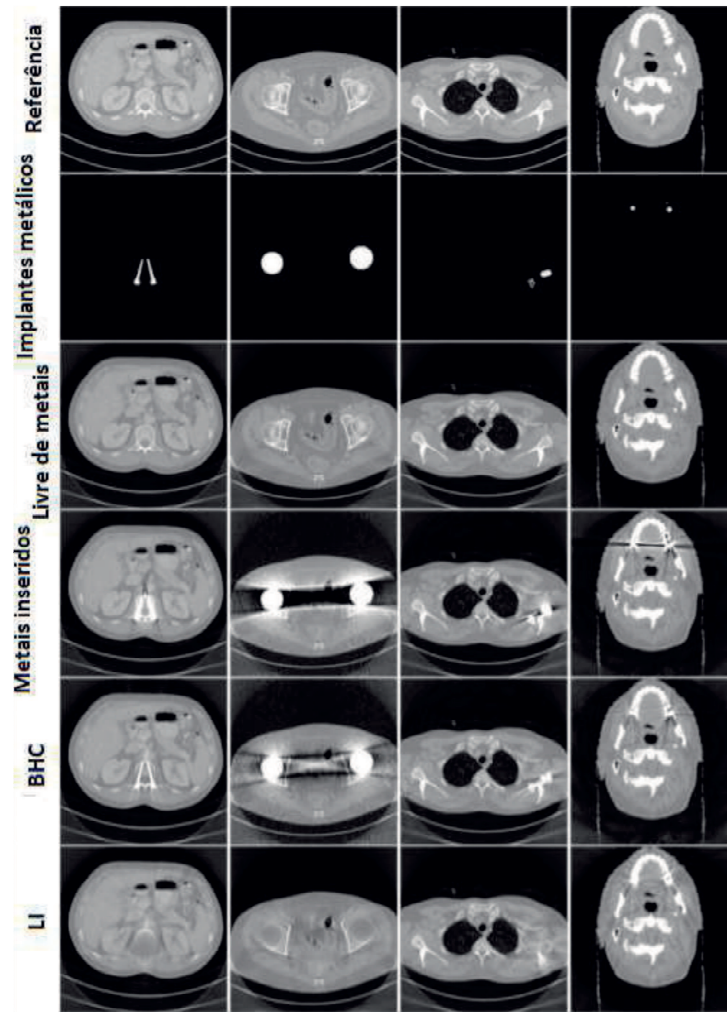 Referência
Implantes metálicos
Livre de metais
Metais inseridos
BHC
LI